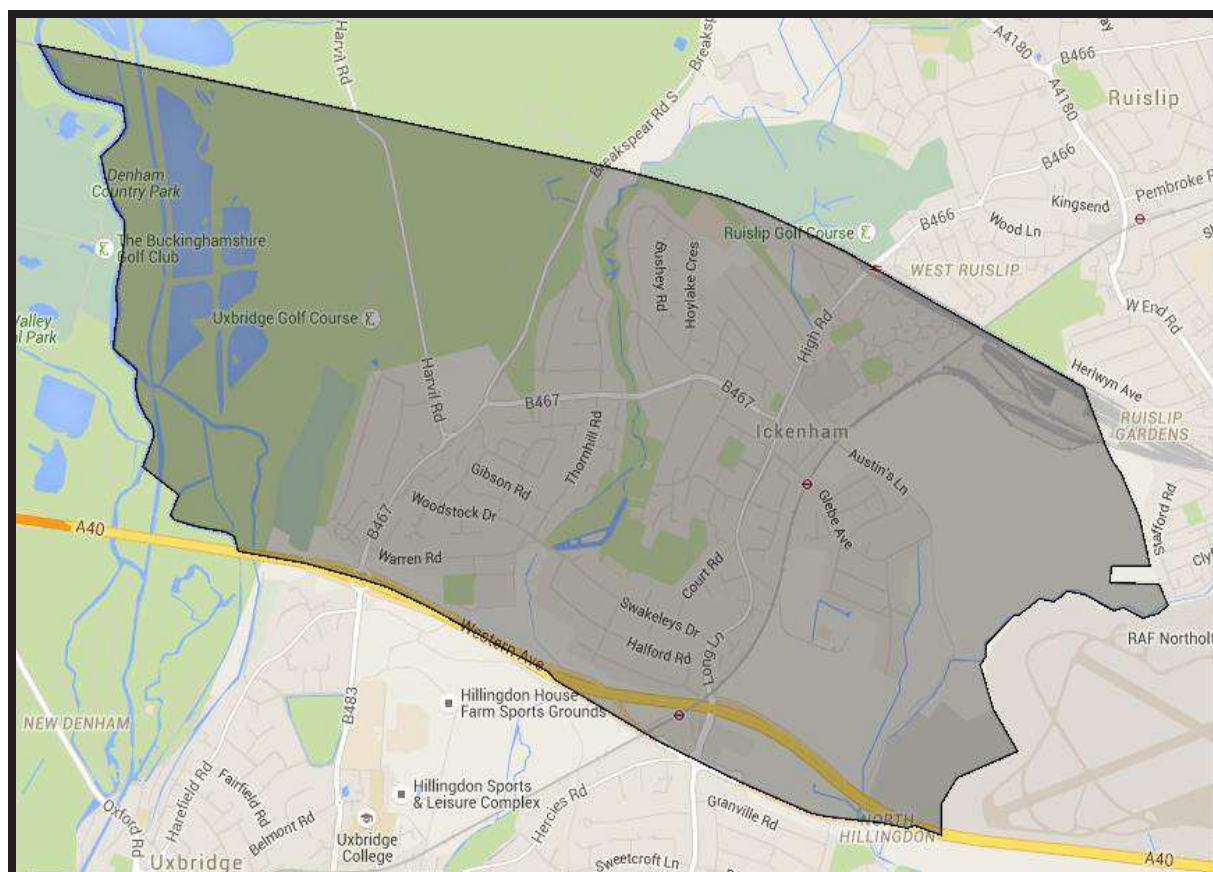 Harvil Rd
Breaksp
A4180
B466
A4180
Ruislip
Breakspear Rd S
B466
Denham
Country Park
Pembroke R
Kingsend
B466
Wood Ln
The Buckinghamshire
Golf Club
Ruislip Golf Course
Bushey Rd
Hoylake Cres
WEST RUISLIP
Valley
al Park
Uxbridge Golf Course
W End Rd
High Rd
Harvil Rd
Herlwyn Ave
B467
B467
RUISLIP
GARDENS
Ickenham
Thornhill Rd
Austin's Ln
Gibson Rd
Glebe Ave
Stafford Rd
Woodstock Dr
B467
A40
Warren Rd
Court Rd
Swakeleys Dr
Western Ave
Halford Rd
Long Ln
RAF Northolt
B483
Hillingdon House
Farm Sports Grounds
NEW DENHAM
Harefield Rd
Fairfield Rd
Belmont Rd
Oxford Rd
Hillingdon Sports
& Leisure Complex
Hercies Rd
Granville Rd
NORTH
HILLINGDON
Uxbridge
College
Uxbridge
Sweetcroft Ln
A40